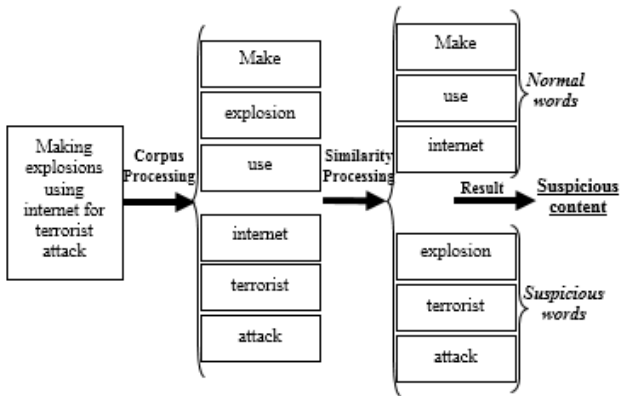 Making
explosions
using
internet for
terrorist
attack
Corpus
Processing
Make
explosion
use
internet
terrorist
attack
Similarity
Processing
Make
use
internet
Normal
words
Result
Suspicious
content
explosion
terrorist
attack
Suspicious
words